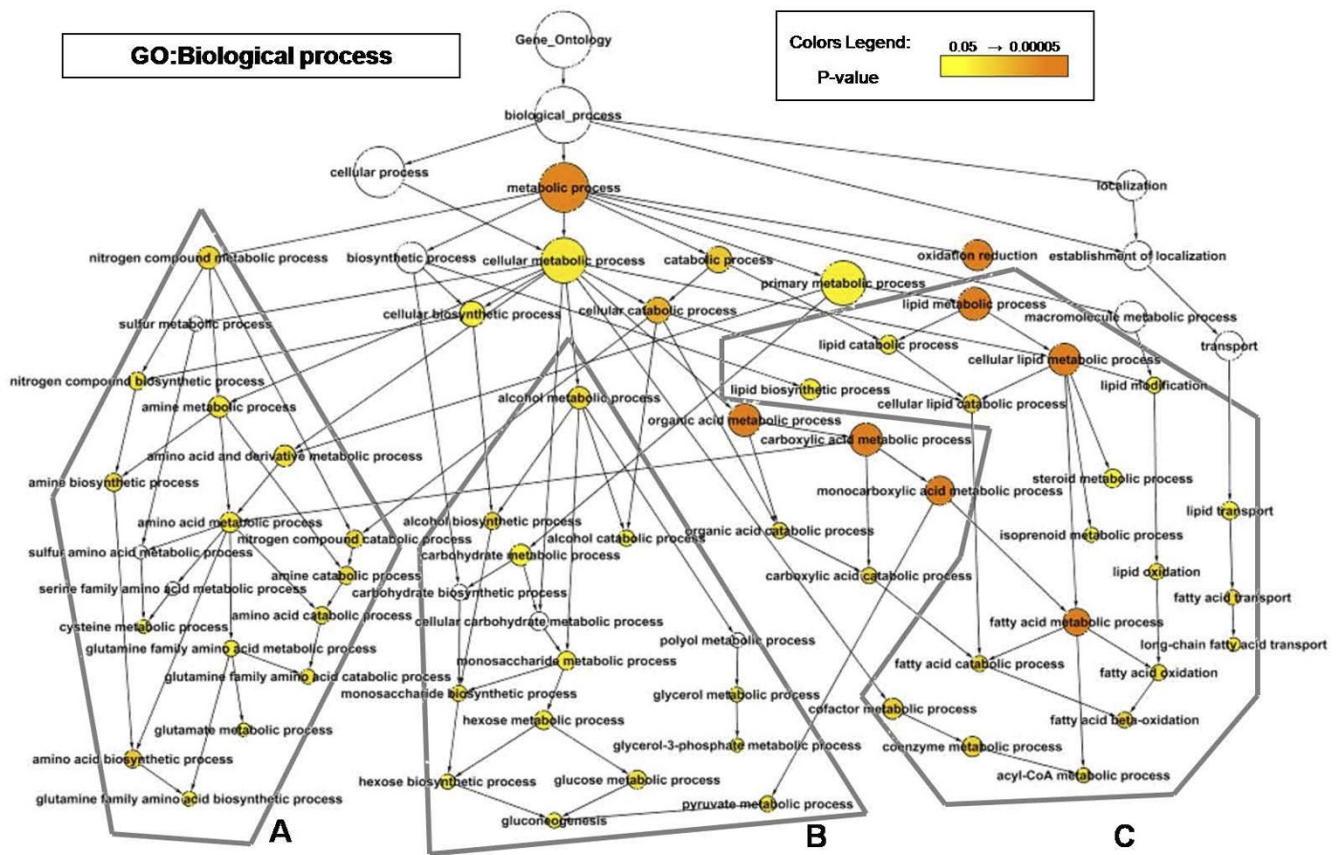 GO:Biological process
Gene_Ontology
Colors Legend:
0.05 → 0.00005
P-value
biological_process
cellular process
metabolic process
localization
nitrogen compound metabolic process
biosynthetic process
cellular metabolic process
catabolic process
oxidation reduction
establishment of localization
primary metabolic process
sulfur metabolic process
cellular biosynthetic process
cellular catabolic process
lipid metabolic process
macromolecule metabolic process
lipid catabolic process
transport
cellular lipid metabolic process
nitrogen compound biosynthetic process
lipid biosynthetic process
lipid modification
amine metabolic process
alcohol metabolic process
cellular lipid catabolic process
organic acid metabolic process
carboxylic acid metabolic process
amino acid and derivative metabolic process
amine biosynthetic process
monocarboxylic acid metabolic process
steroid metabolic process
lipid transport
amino acid metabolic process
alcohol biosynthetic process
organic acid catabolic process
isoprenoid metabolic process
nitrogen compound catabolic process
alcohol catabolic process
sulfur amino acid metabolic process
carbohydrate metabolic process
lipid oxidation
amine catabolic process
carboxylic acid catabolic process
serine family amino acid metabolic process
carbohydrate biosynthetic process
fatty acid transport
amino acid catabolic process
cysteine metabolic process
cellular carbohydrate metabolic process
fatty acid metabolic process
polyol metabolic process
long-chain fatty acid transport
glutamine family amino acid metabolic process
monosaccharide metabolic process
fatty acid catabolic process
fatty acid oxidation
glutamine family amino acid catabolic process
monosaccharide biosynthetic process
glycerol metabolic process
cofactor metabolic process
hexose metabolic process
fatty acid beta-oxidation
glutamate metabolic process
glycerol-3-phosphate metabolic process
coenzyme metabolic process
amino acid biosynthetic process
hexose biosynthetic process
glucose metabolic process
acyl-CoA metabolic process
glutamine family amino acid biosynthetic process
pyruvate metabolic process
gluconeogenesis
A
B
C